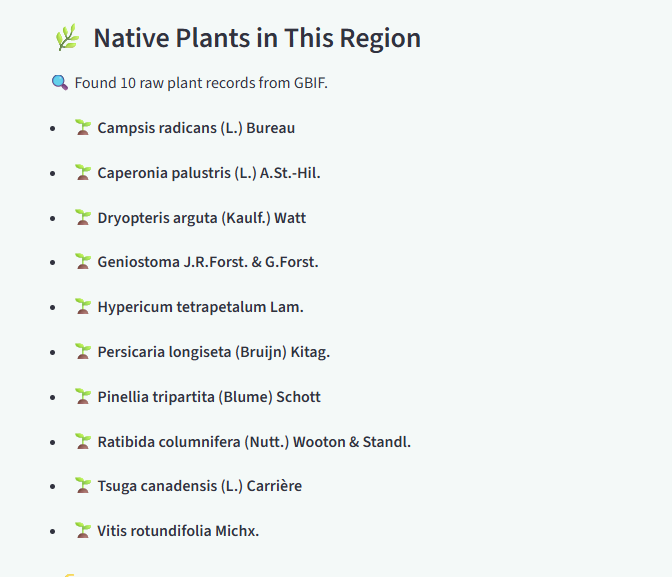 Native Plants in This Region
Found 10 raw plant records from GBIF.
Campsis radicans (L.) Bureau
Caperonia palustris (L.) A.St.-Hil.
Dryopteris arguta (Kaulf.) Watt
Geniostoma J.R.Forst. & G.Forst.
Hypericum tetrapetalum Lam.
Persicaria longiseta (Bruijn) Kitag.
Pinellia tripartita (Blume) Schott
Ratibida columnifera (Nutt.) Wooton & Standl.
Tsuga canadensis (L.) Carrière
Vitis rotundifolia Michx.